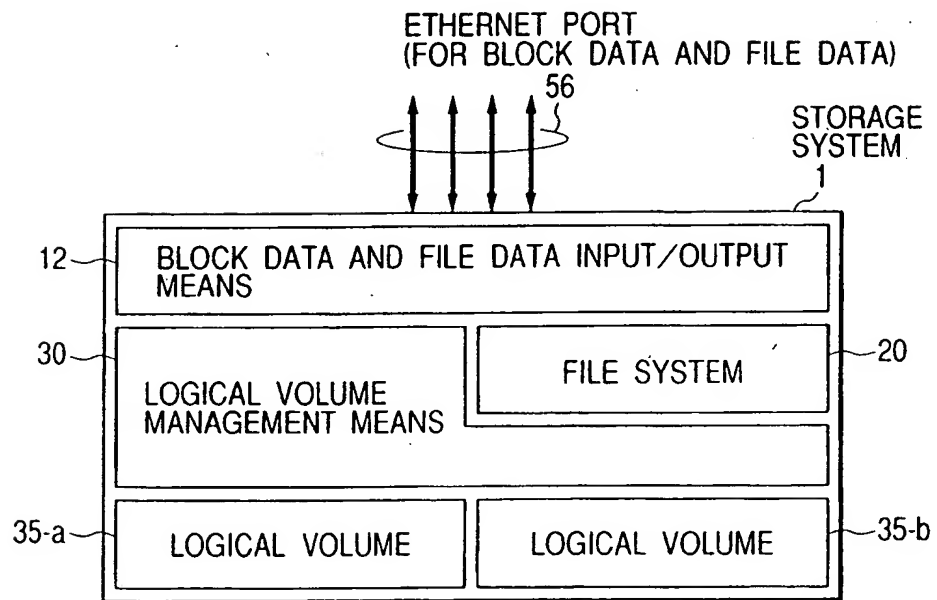 ETHERNET PORT
(FOR BLOCK DATA AND FILE DATA)
56
STORAGE
SYSTEM
1
12
BLOCK DATA AND FILE DATA INPUT/OUTPUT
MEANS
30
20
FILE SYSTEM
LOGICAL VOLUME
MANAGEMENT MEANS
35-a
LOGICAL VOLUME
LOGICAL VOLUME
35-b